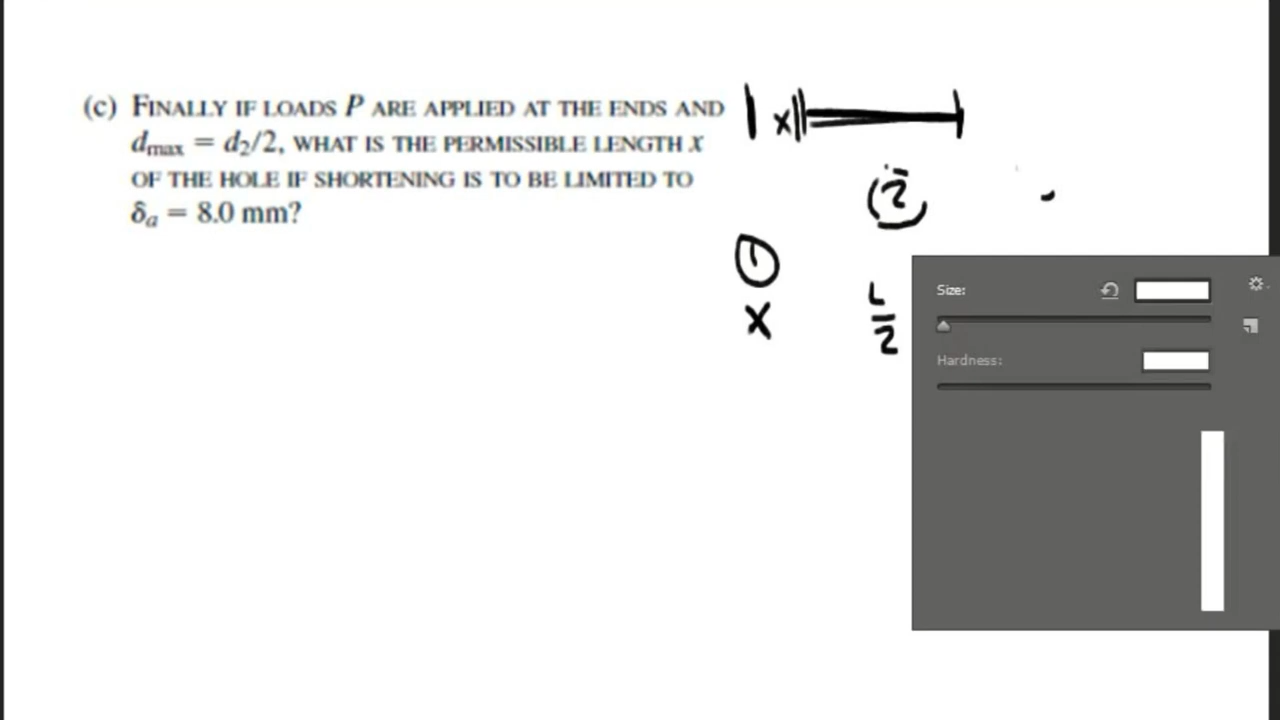 (c) FINALLY IF LOADS P ARE APPLIED AT THE ENDS AND
dmax = d2/2, WHAT IS THE PERMISSIBLE LENGTH X
OF THE HOLE IF SHORTENING IS TO BE LIMITED TO
δa = 8.0 mm?
x
2
1
x
L
2
Size:
Hardness: